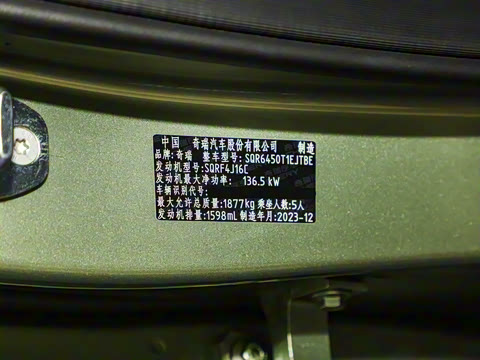 中国 奇瑞汽车股份有限公司 制造
品牌:奇瑞 整车型号:SQR6450T1EJTBE
发动机型号:SQRF4J16C
发动机最大净功率: 136.5 kW
车辆识别代号:
最大允许总质量:1877kg 乘坐人数:5人
发动机排量:1598mL 制造年月:2023-12